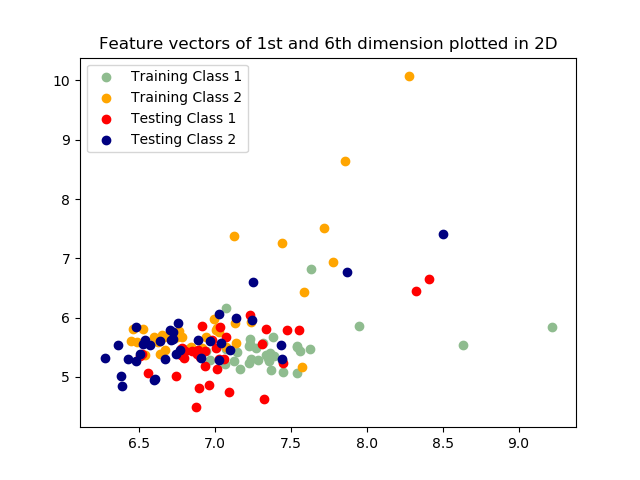 Feature vectors of 1st and 6th dimension plotted in 2D
Training Class 1
Training Class 2
Testing Class 1
Testing Class 2
10
9
8
7
6
5
6.5 7.0 7.5 8.0 8.5 9.0